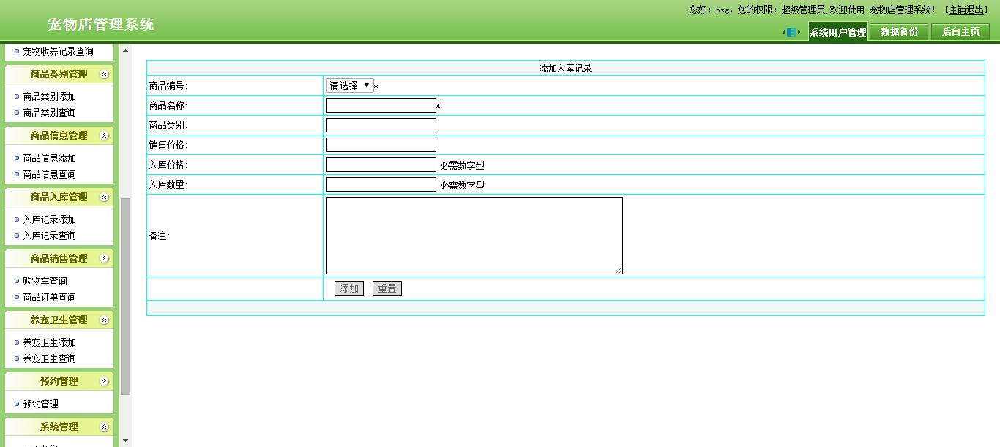 您好：hsg，您的权限：超级管理员,欢迎使用 宠物店管理系统！ [注销退出]
宠物店管理系统
系统用户管理 数据备份 后台主页
宠物收养记录查询
商品类别管理
商品类别添加
商品类别查询
商品信息管理
商品信息添加
商品信息查询
商品入库管理
入库记录添加
入库记录查询
商品销售管理
购物车查询
商品订单查询
养宠卫生管理
养宠卫生添加
养宠卫生查询
预约管理
预约管理
系统管理
数据备份
添加入库记录
商品编号: 请选择 *
商品名称: *
商品类别:
销售价格:
入库价格: 必需数字型
入库数量: 必需数字型
备注:
添加 重置